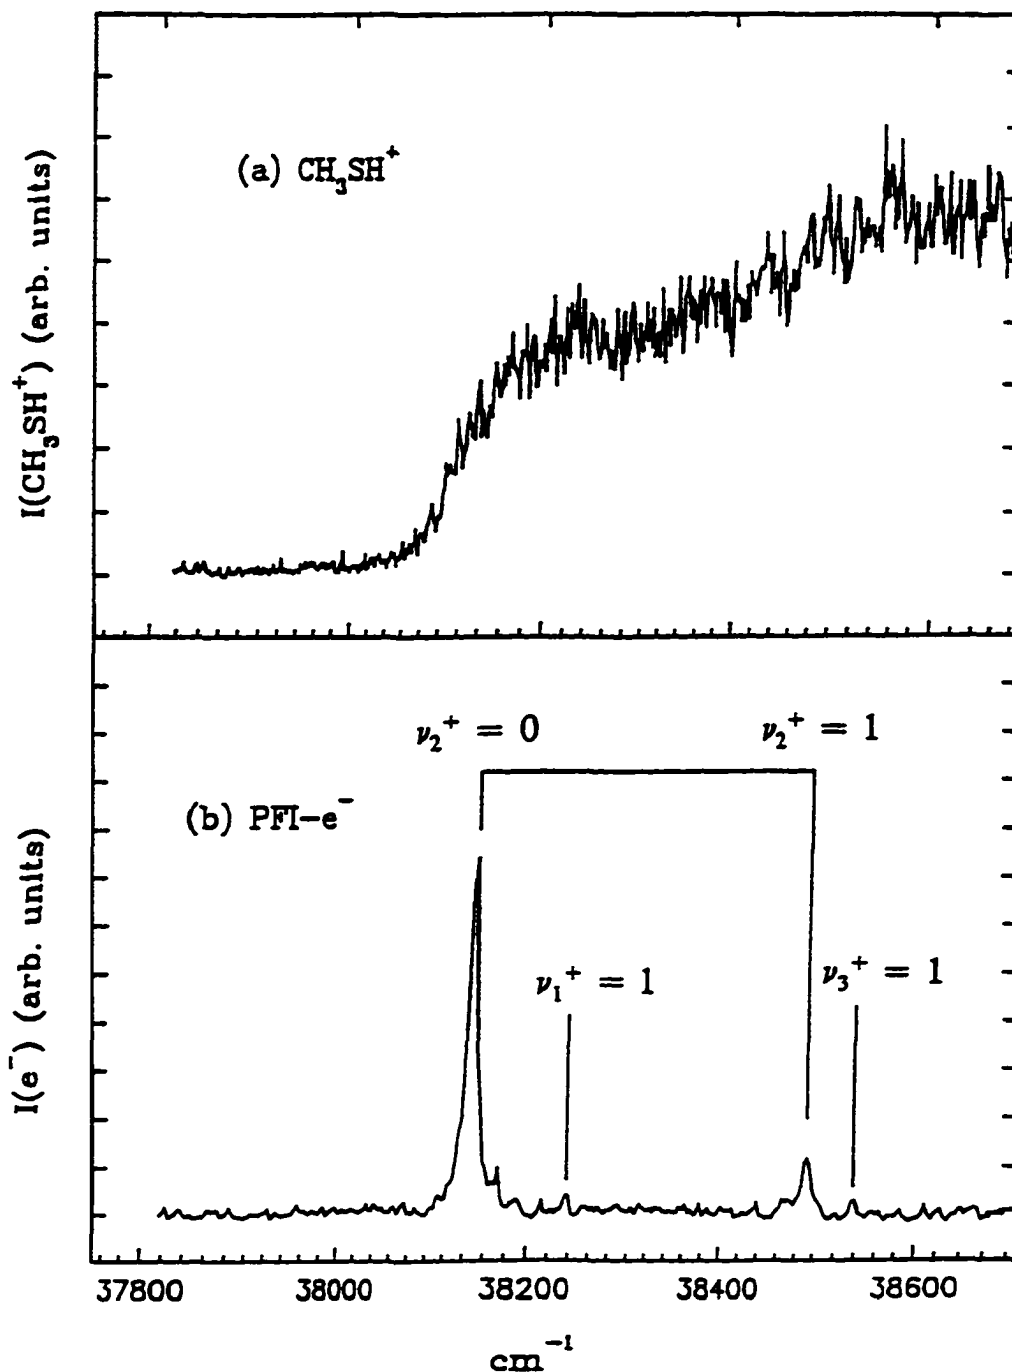 (a) CH₃SH⁺
I(CH₃SH⁺) (arb. units)
ν₂⁺ = 0
ν₂⁺ = 1
(b) PFI-e⁻
ν₁⁺ = 1
ν₃⁺ = 1
I(e⁻) (arb. units)
37800 38000 38200 38400 38600
cm⁻¹